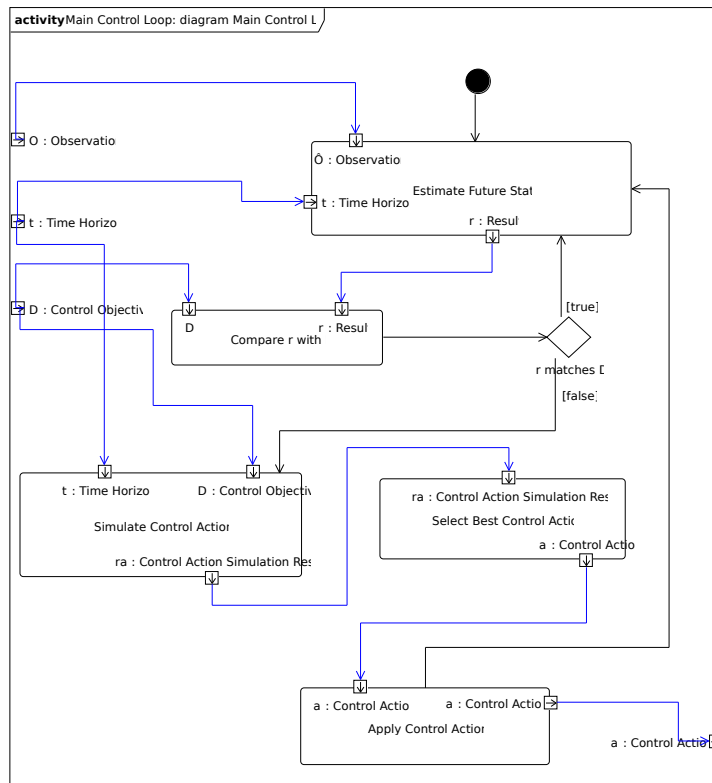 activity Main Control Loop: diagram Main Control L
O : Observatio
Ô : Observatio
Estimate Future Stat
t : Time Horizo
t : Time Horizo
r : Resul
D : Control Objectiv
[true]
D
r : Resul
Compare r with
r matches D
[false]
t : Time Horizo
D : Control Objectiv
ra : Control Action Simulation Res
Select Best Control Actic
Simulate Control Action
a : Control Actio
ra : Control Action Simulation Res
a : Control Actio
a : Control Actio
Apply Control Action
a : Control Actio